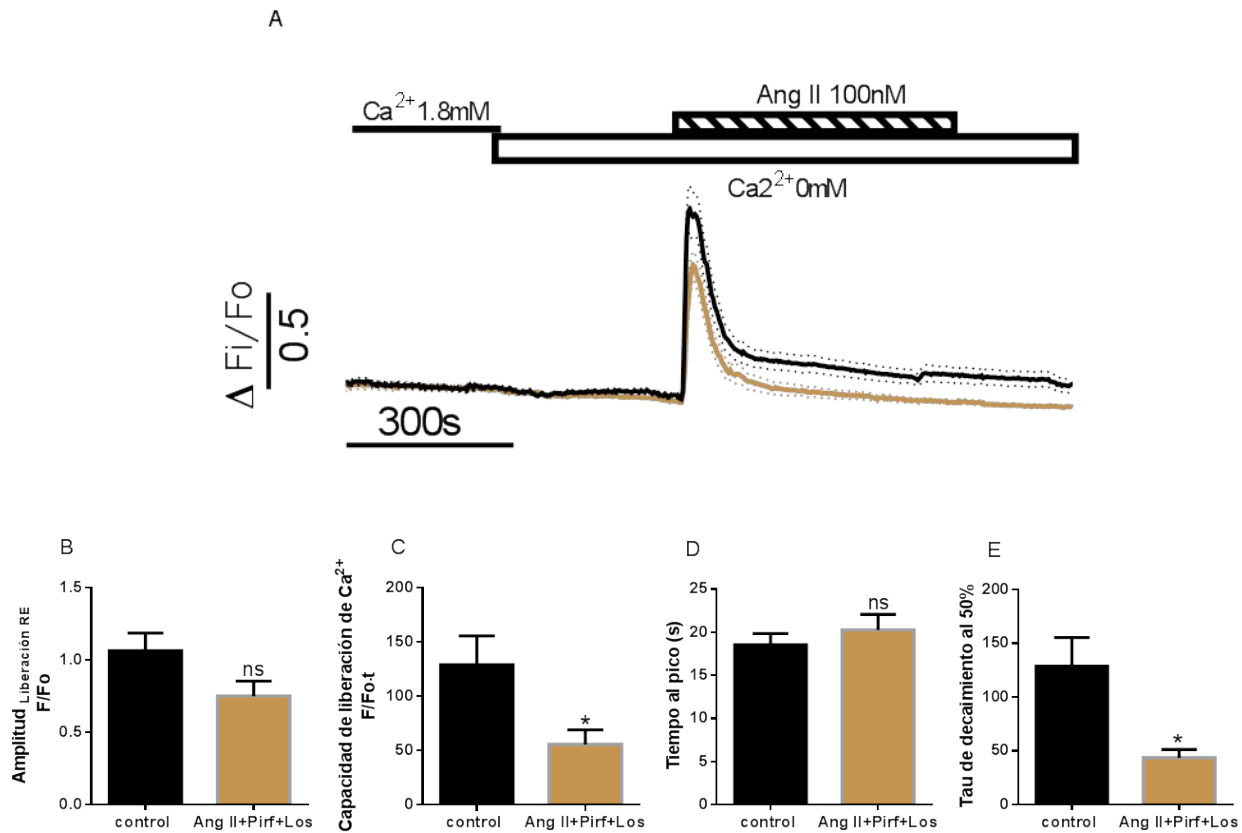 A
Ang II 100nM
Ca²⁺ 1.8mM
Ca2²⁺0mM
Δ Fi/Fo
0.5
300s
B
Amplitud Liberación RE
F/Fo
1.5
1.0
0.5
0.0
ns
control
Ang II+Pirf+Los
C
Capacidad de liberación de Ca²⁺
F/Fo·t
200
150
100
50
0
*
control
Ang II+Pirf+Los
D
Tiempo al pico (s)
25
20
15
10
5
0
ns
control
Ang II+Pirf+Los
E
Tau de decaimiento al 50%
200
150
100
50
0
*
control
Ang II+Pirf+Los